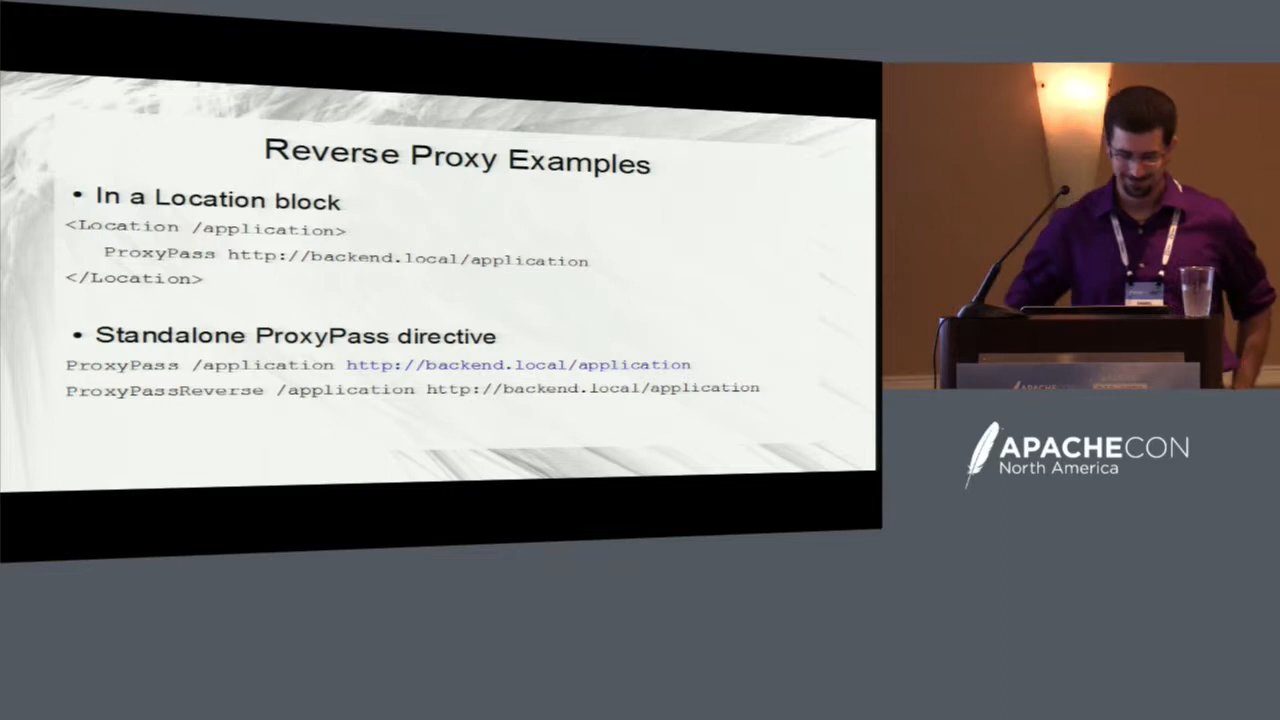 Reverse Proxy Examples
• In a Location block
<Location /application>
ProxyPass http://backend.local/application
</Location>
• Standalone ProxyPass directive
ProxyPass /application http://backend.local/application
ProxyPassReverse /application http://backend.local/application
APACHECON
APACHECON
North America